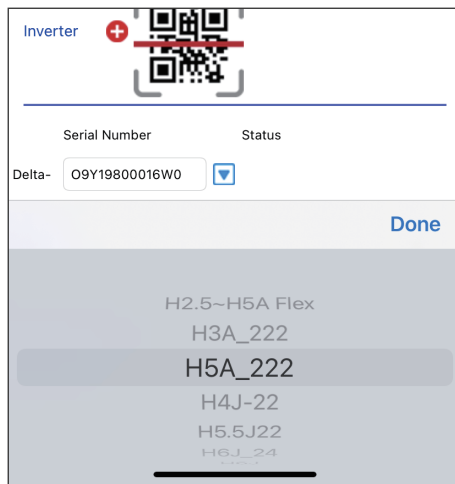 Inverter
Serial Number Status
Delta- O9Y19800016W0
Done
H2.5~H5A Flex
H3A_222
H5A_222
H4J-22
H5.5J22
H6J_24